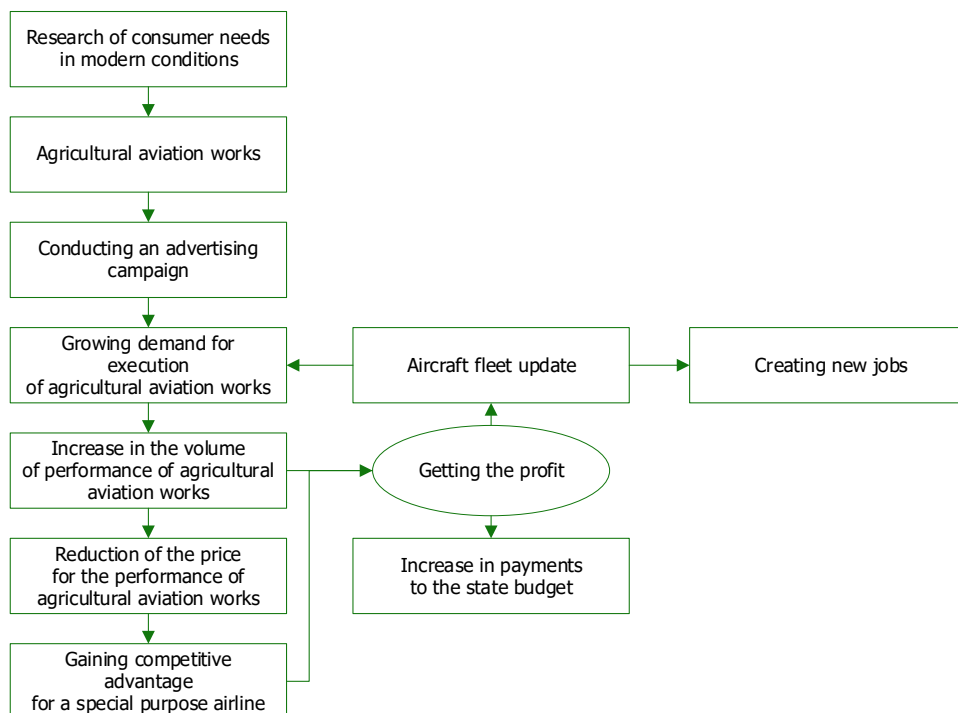 Research of consumer needs
in modern conditions
Agricultural aviation works
Conducting an advertising
campaign
Growing demand for
execution
of agricultural aviation works
Aircraft fleet update
Creating new jobs
Increase in the volume
of performance of agricultural
aviation works
Getting the profit
Reduction of the price
for the performance of
agricultural aviation works
Increase in payments
to the state budget
Gaining competitive
advantage
for a special purpose airline